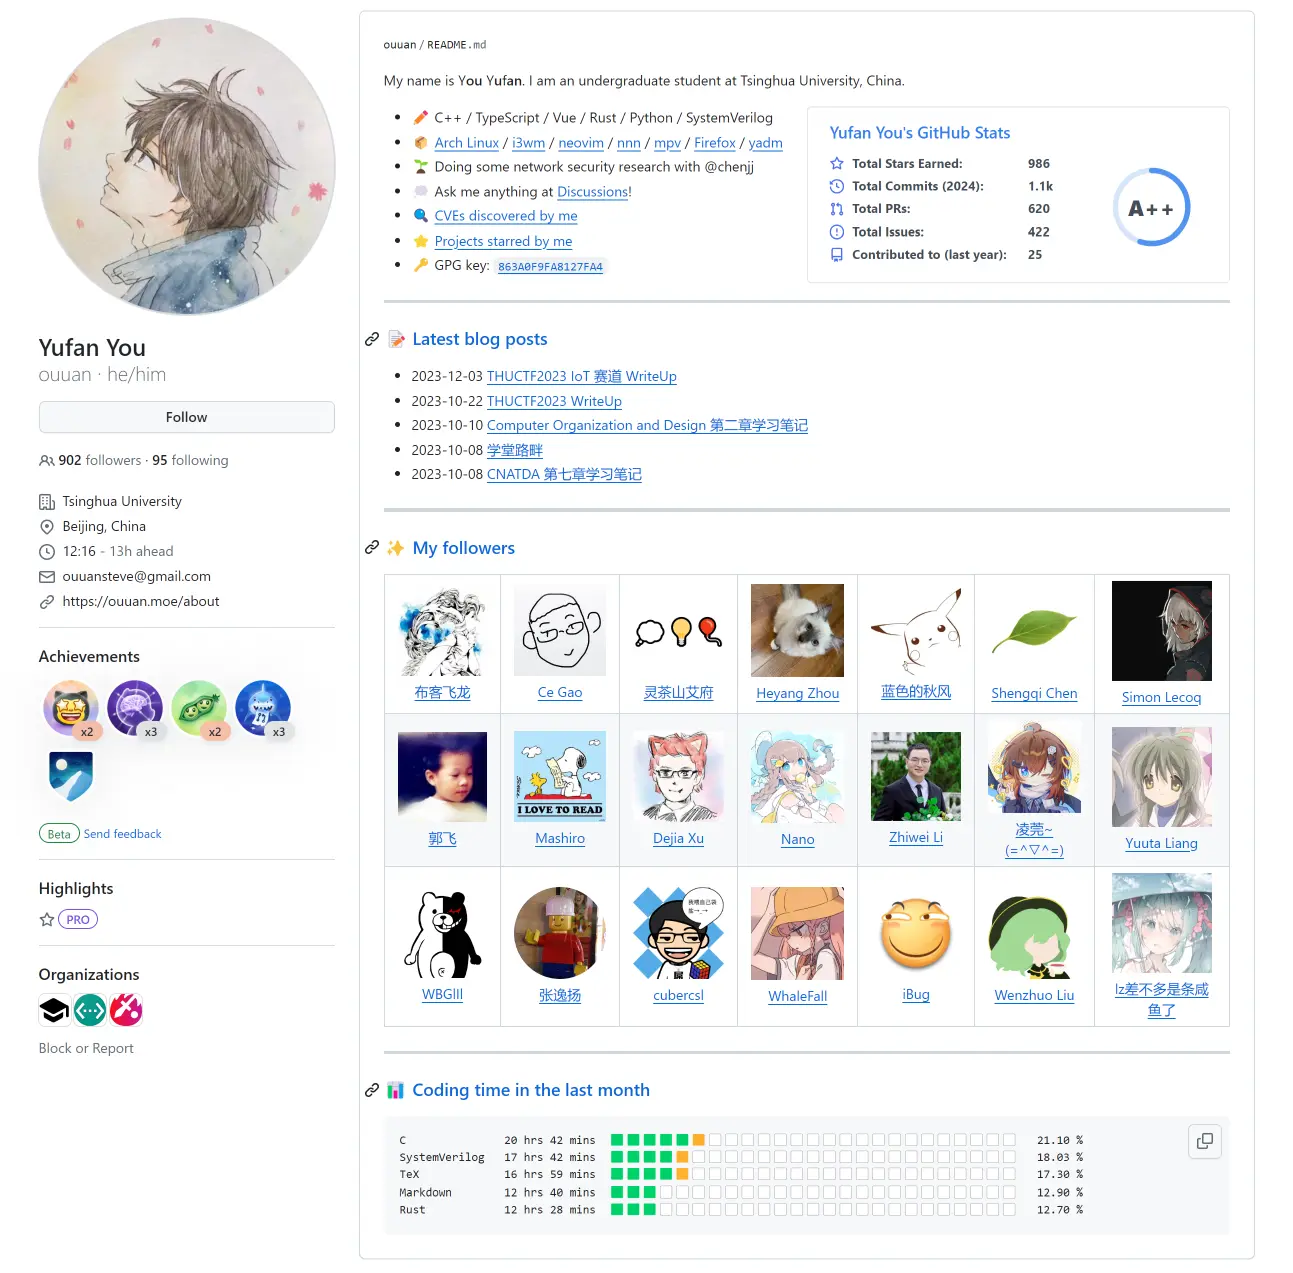 Yufan You
ouuan · he/him
Follow
902 followers · 95 following
Tsinghua University
Beijing, China
12:16 - 13h ahead
ouuansteve@gmail.com
https://ouuan.moe/about
Achievements
x2
x3
x2
x3
Beta Send feedback
Highlights
PRO
Organizations
Block or Report
ouuan / README.md
My name is You Yufan. I am an undergraduate student at Tsinghua University, China.
C++ / TypeScript / Vue / Rust / Python / SystemVerilog
Arch Linux / i3wm / neovim / nnn / mpv / Firefox / yadm
Doing some network security research with @chenjj
Ask me anything at Discussions!
CVEs discovered by me
Projects starred by me
GPG key: 863A0F9FA8127FA4
Yufan You's GitHub Stats
Total Stars Earned: 986
Total Commits (2024): 1.1k
Total PRs: 620
Total Issues: 422
Contributed to (last year): 25
A++
Latest blog posts
2023-12-03 THUCTF2023 IoT 赛道 WriteUp
2023-10-22 THUCTF2023 WriteUp
2023-10-10 Computer Organization and Design 第二章学习笔记
2023-10-08 学堂路畔
2023-10-08 CNATDA 第七章学习笔记
My followers
布客飞龙
Ce Gao
灵茶山艾府
Heyang Zhou
蓝色的秋风
Shengqi Chen
Simon Lecoq
I LOVE TO READ
郭飞
Mashiro
Dejia Xu
Nano
Zhiwei Li
凌莞~
(=^▽^=)
Yuuta Liang
WBGlIl
张逸扬
cubercsl
WhaleFall
iBug
Wenzhuo Liu
lz差不多是条咸
鱼了
Coding time in the last month
C 20 hrs 42 mins 21.10 %
SystemVerilog 17 hrs 42 mins 18.03 %
TeX 16 hrs 59 mins 17.30 %
Markdown 12 hrs 40 mins 12.90 %
Rust 12 hrs 28 mins 12.70 %